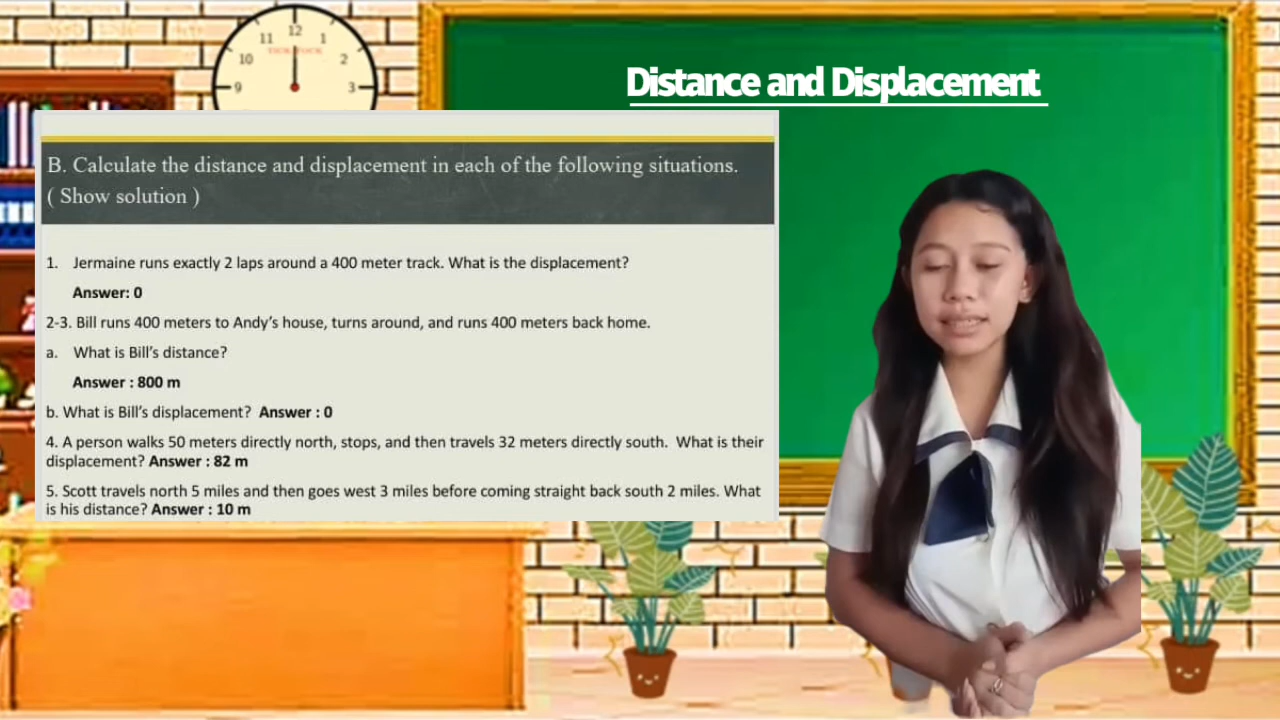 12
11
1
TICK TOCK
10
2
9
3
Distance and Displacement
B. Calculate the distance and displacement in each of the following situations.
( Show solution )
1. Jermaine runs exactly 2 laps around a 400 meter track. What is the displacement?
Answer: 0
2-3. Bill runs 400 meters to Andy’s house, turns around, and runs 400 meters back home.
a. What is Bill’s distance?
Answer : 800 m
b. What is Bill’s displacement? Answer : 0
4. A person walks 50 meters directly north, stops, and then travels 32 meters directly south. What is their
displacement? Answer : 82 m
5. Scott travels north 5 miles and then goes west 3 miles before coming straight back south 2 miles. What
is his distance? Answer : 10 m